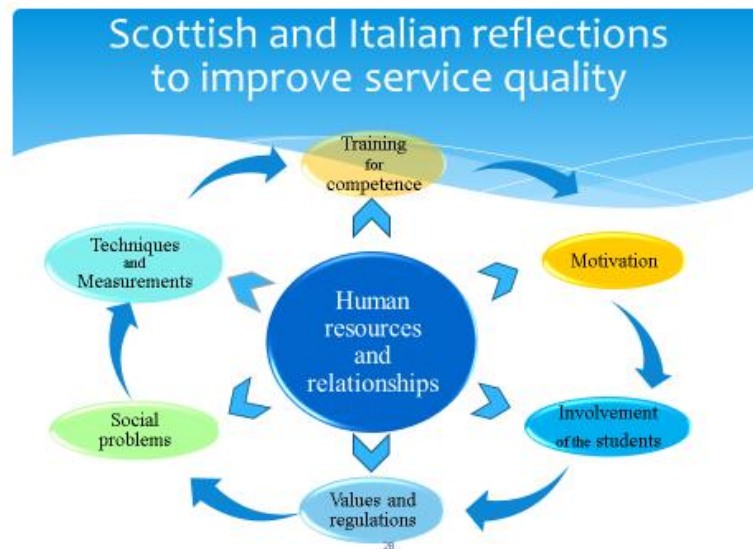 Scottish and Italian reflections
to improve service quality
Training
for
competence
Motivation
Involvement
of the students
Values and
regulations
Social
problems
Techniques
and
Measurements
Human
resources
and
relationships
28